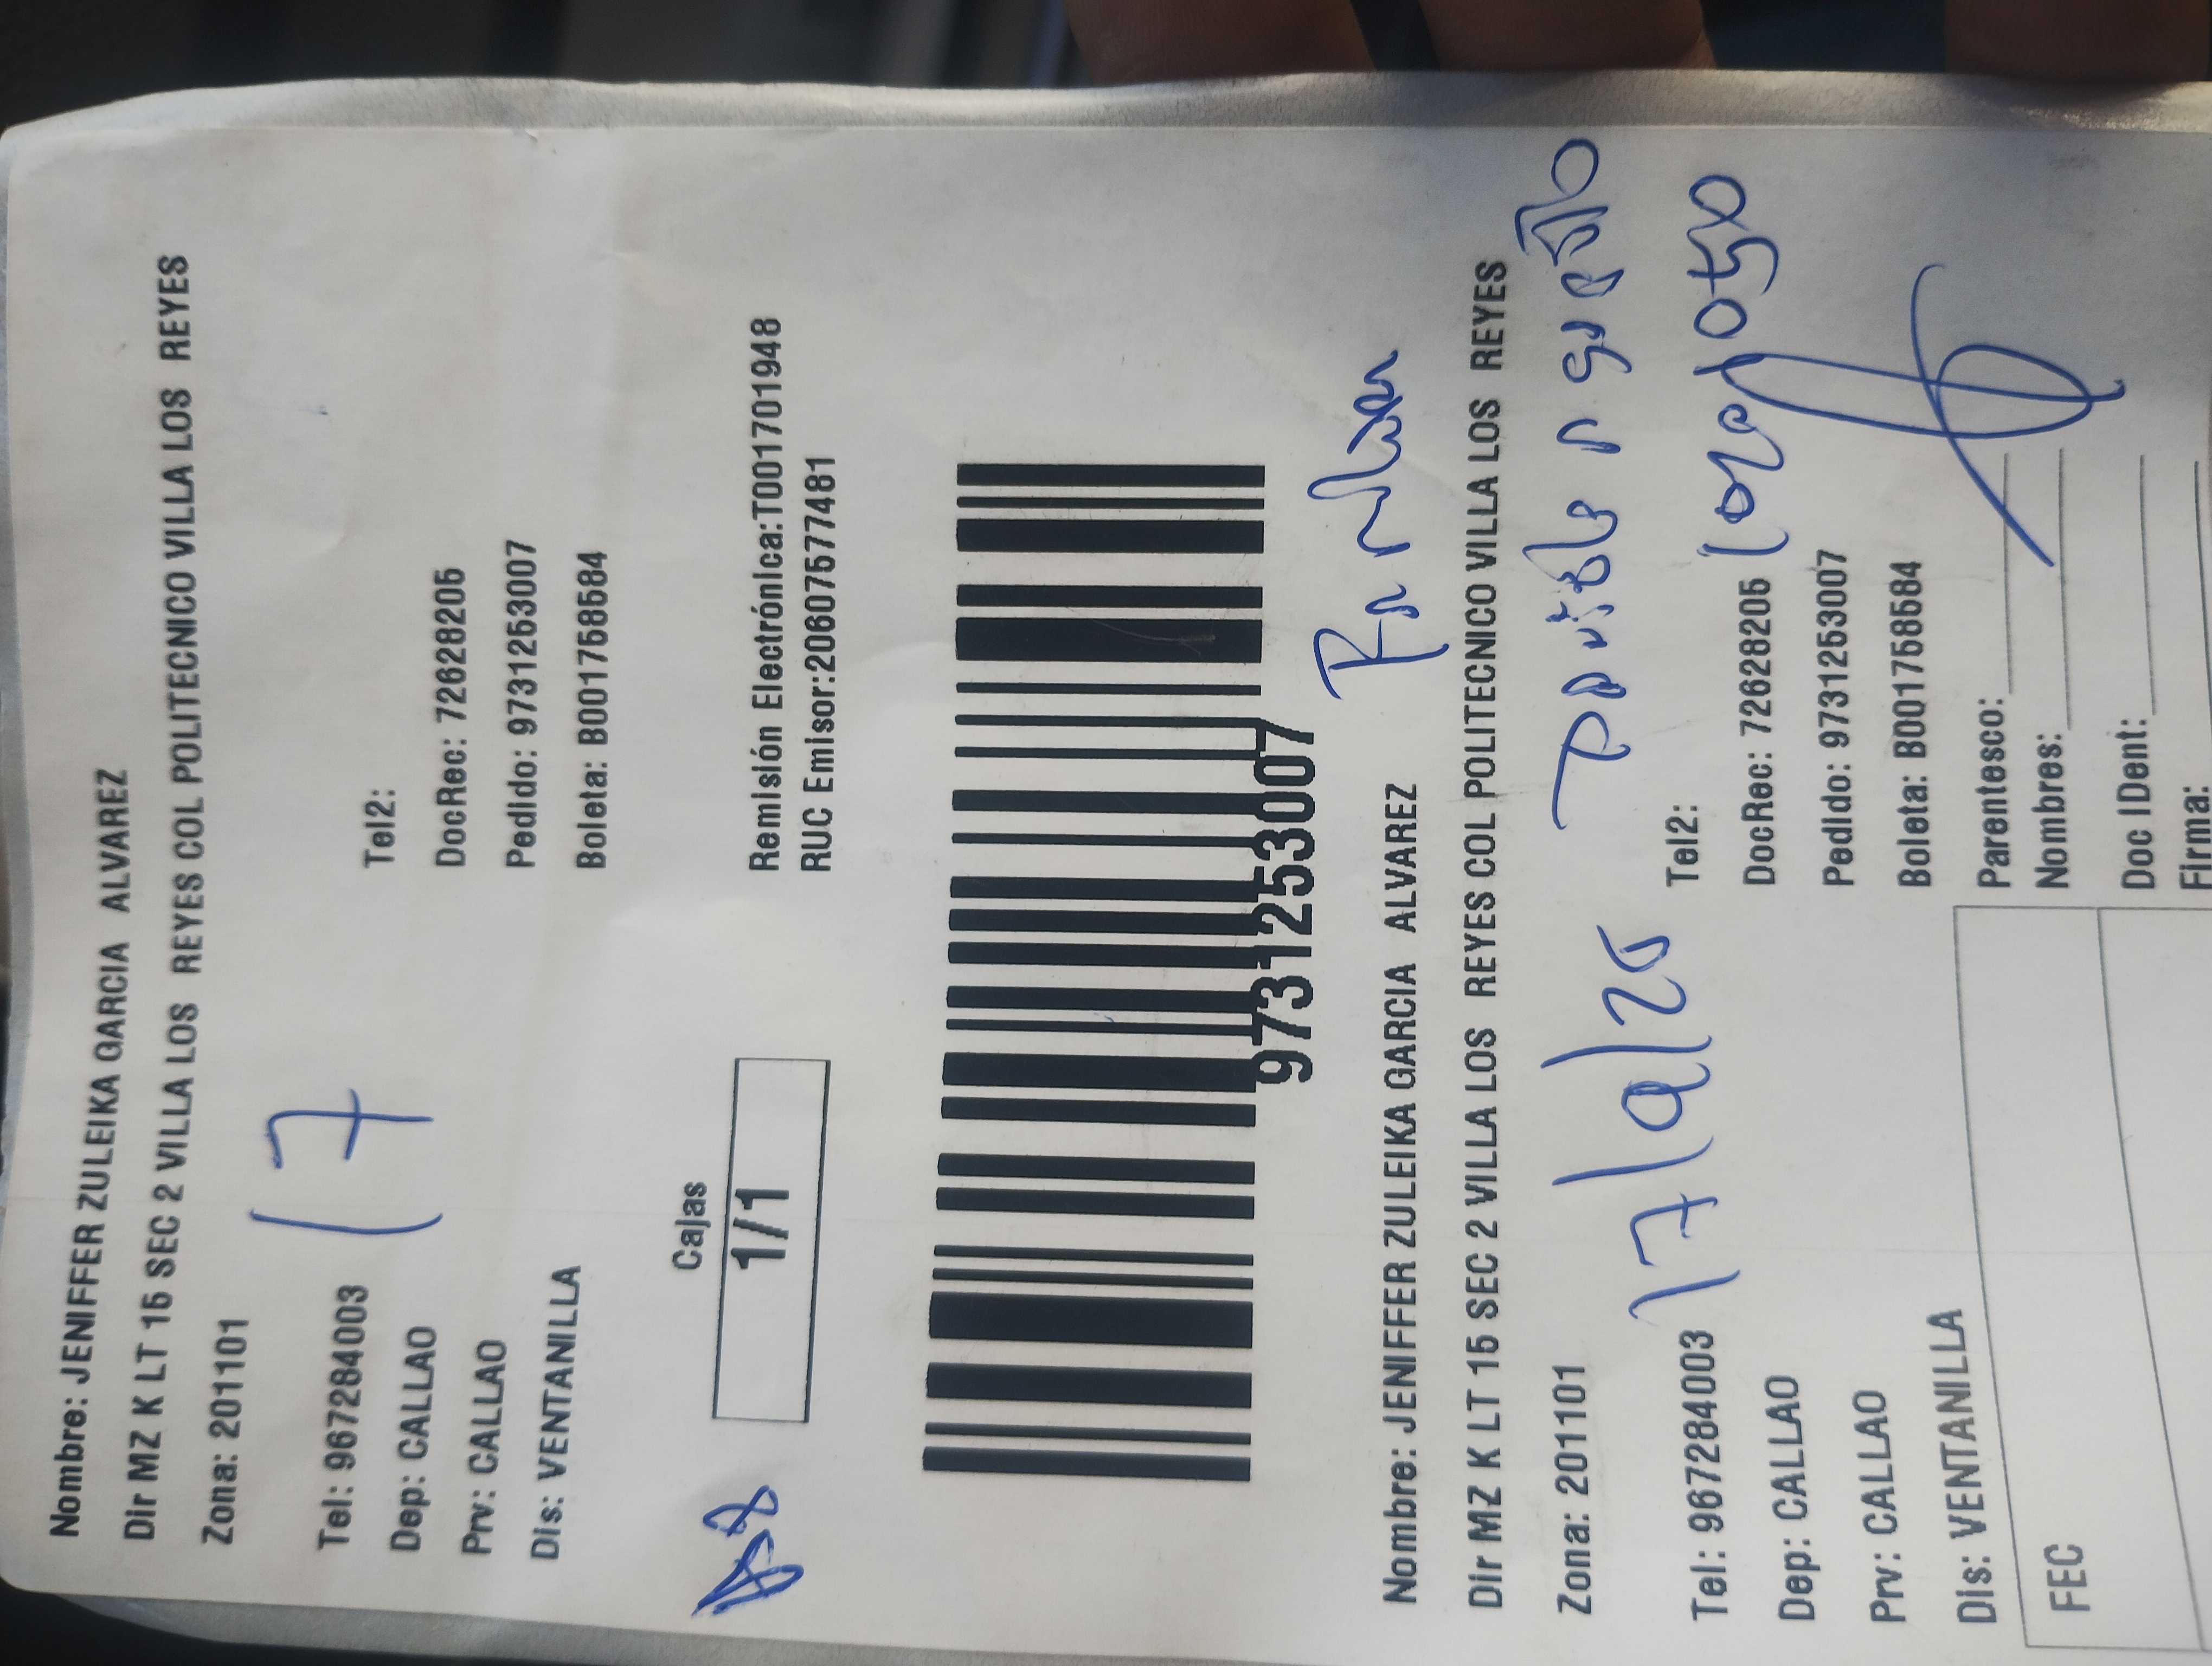 Nombre: JENIFFER ZULEIKA GARCIA ALVAREZ
Dir MZ K LT 15 SEC 2 VILLA LOS REYES COL POLITECNICO VILLA LOS REYES
Zona: 201101
17
Tel: 967284003
Tel2:
Dep: CALLAO
DocRec: 72628205
Prv: CALLAO
Pedido: 9731253007
Dis: VENTANILLA
Boleta: B001758584
Cajas
1/1
Remisión Electrónica:T001701948
RUC Emisor:20607577481
9731253007
Nombre: JENIFFER ZULEIKA GARCIA ALVAREZ
Dir MZ K LT 15 SEC 2 VILLA LOS REYES COL POLITECNICO VILLA LOS REYES
Zona: 201101
17/9/25
Tel: 967284003
Tel2:
Dep: CALLAO
DocRec: 72628205
Prv: CALLAO
Pedido: 9731253007
Dis: VENTANILLA
Boleta: B001758584
FEC
Parentesco:
Nombres:
Doc IDent:
Firma: